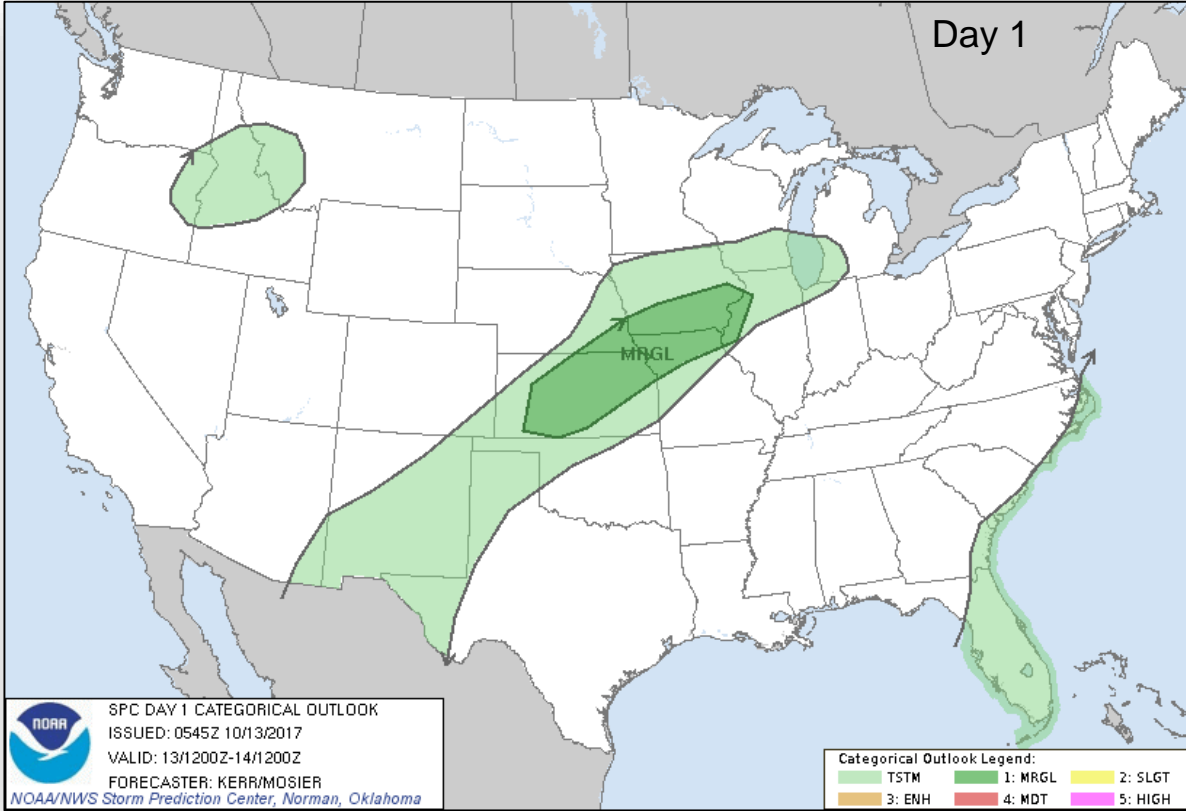 Day 1
MRGL
NOAA
SPC DAY 1 CATEGORICAL OUTLOOK
ISSUED: 0545Z 10/13/2017
VALID: 13/1200Z-14/1200Z
FORECASTER: KERR/MOSIER
NOAA/NWS Storm Prediction Center, Norman, Oklahoma
Categorical Outlook Legend:
TSTM 1: MRGL 2: SLGT
3: ENH 4: MDT 5: HIGH